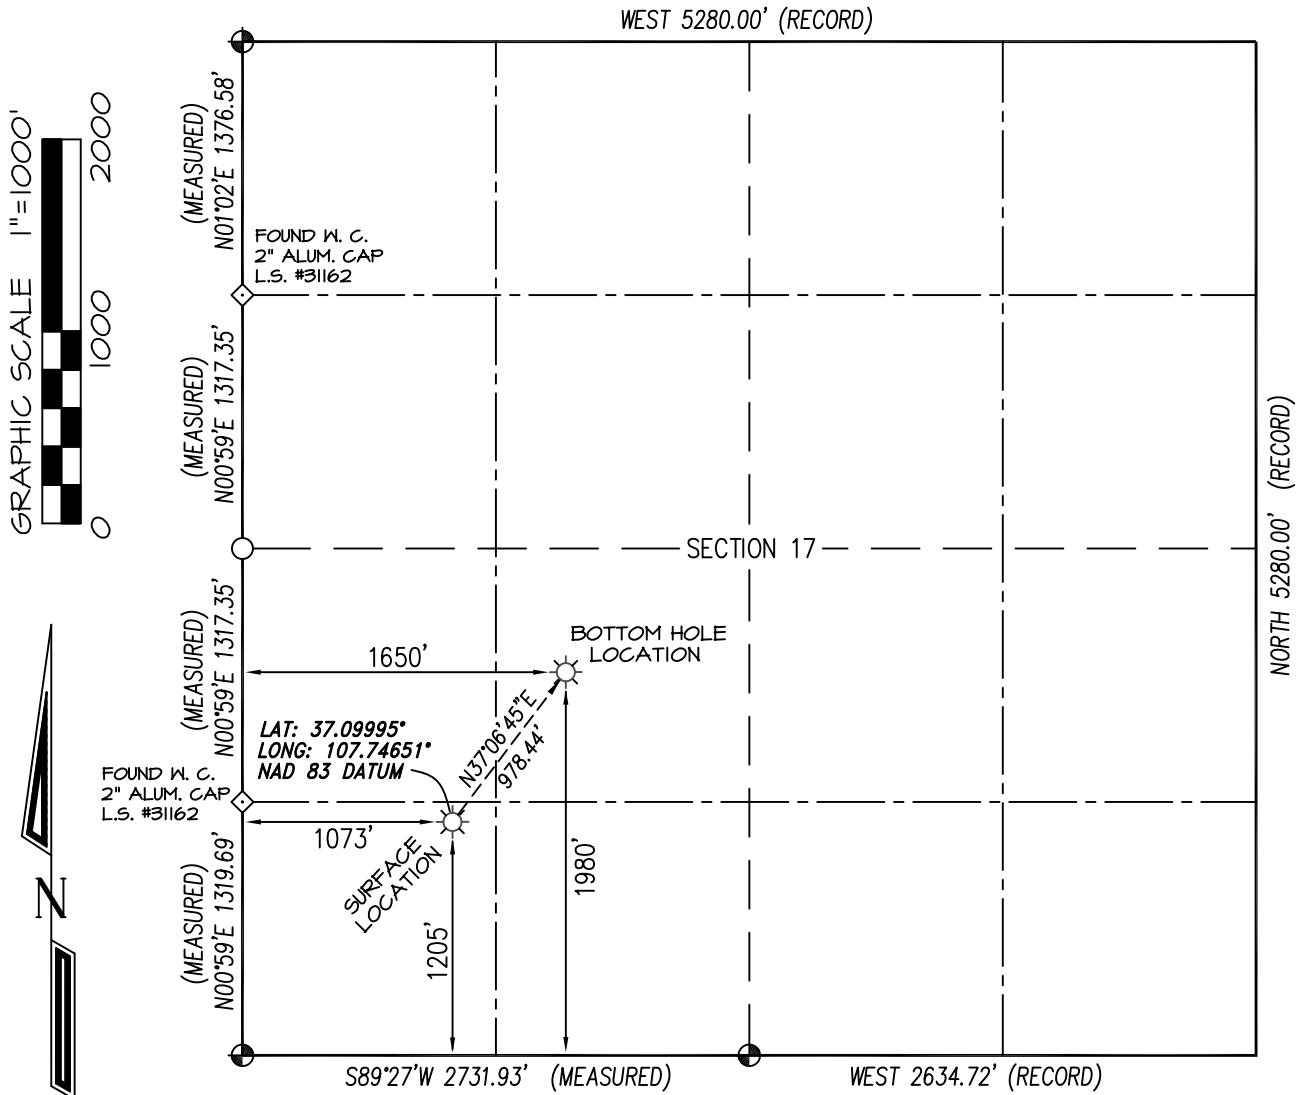 WEST 5280.00' (RECORD)
GRAPHIC SCALE 1"=1000'
0
1000
2000
(MEASURED)
N01°02'E 1376.58'
FOUND W. C.
2" ALUM. CAP
L.S. #31162
(MEASURED)
N00°59'E 1317.35'
SECTION 17
NORTH 5280.00' (RECORD)
(MEASURED)
N00°59'E 1317.35'
1650'
BOTTOM HOLE
LOCATION
N37°06'45"E
978.44'
LAT: 37.09995°
LONG: 107.74651°
NAD 83 DATUM
FOUND W. C.
2" ALUM. CAP
L.S. #31162
1073'
SURFACE
LOCATION
1205'
1980'
(MEASURED)
N00°59'E 1319.69'
N
S89°27'W 2731.93' (MEASURED)
WEST 2634.72' (RECORD)